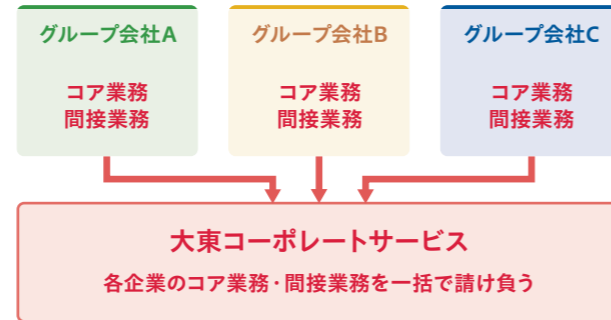 グループ会社A
コア業務
間接業務
グループ会社B
コア業務
間接業務
グループ会社C
コア業務
間接業務
大東コーポレートサービス
各企業のコア業務・間接業務を一括で請け負う